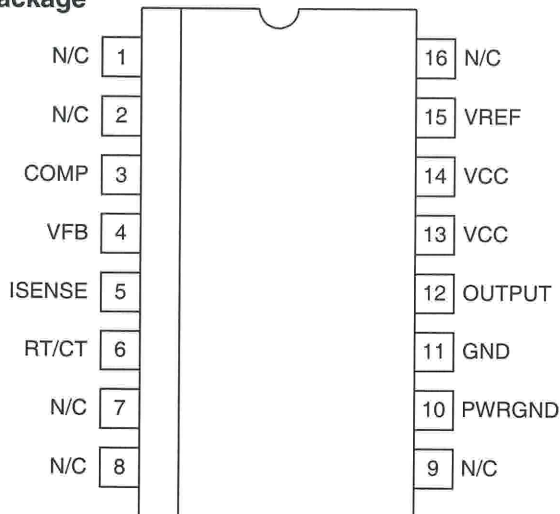 ackage
N/C 1 16 N/C
N/C 2 15 VREF
COMP 3 14 VCC
VFB 4 13 VCC
ISENSE 5 12 OUTPUT
RT/CT 6 11 GND
N/C 7 10 PWRGND
N/C 8 9 N/C